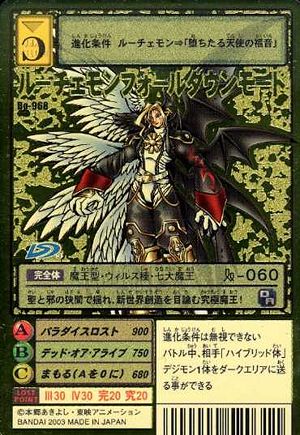 進化条件 ルーチェモン⇒「堕ちたる天使の福音」
ルーチェモンフォールダウンモード
Bo-968
完全体
魔王型・ウィルス種・七大魔王
-060
聖と邪の狭間で揺れ、新世界創造を目論む究極魔王!
A パラダイスロスト 900
B デッド・オア・アライブ 750
C まもる(Aを0に) 680
進化条件は無視できない
バトル中、相手「ハイブリッド体」
デジモン1体をダークエリアに送
る事ができる
LOST POINT III30 IV30 完20 究20
©本郷あきよし・東映アニメーション
BANDAI 2003 MADE IN JAPAN